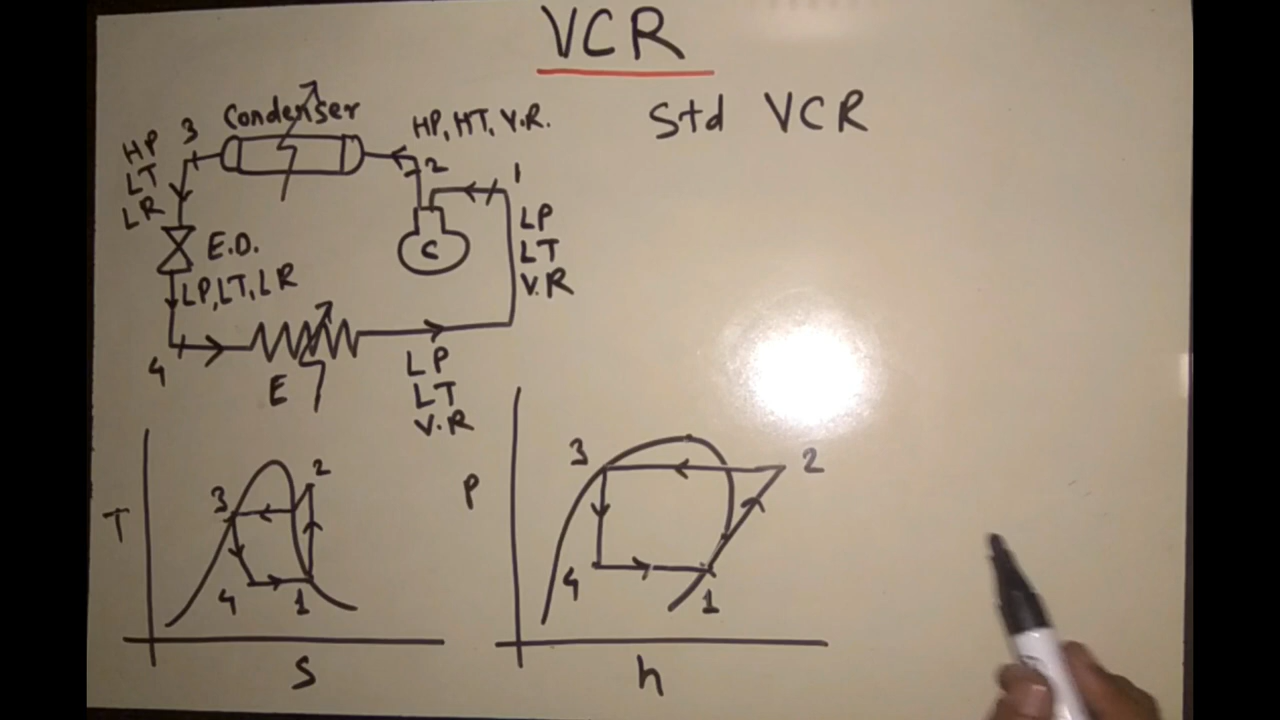 VCR
Std VCR
Condenser
HP, HT, V.R.
3
HP
LT
LR
2
1
LP
LT
V.R
C
E.D.
LP, LT, LR
4
E
LP
LT
V.R
T
3
2
4
1
S
P
3
2
4
1
h